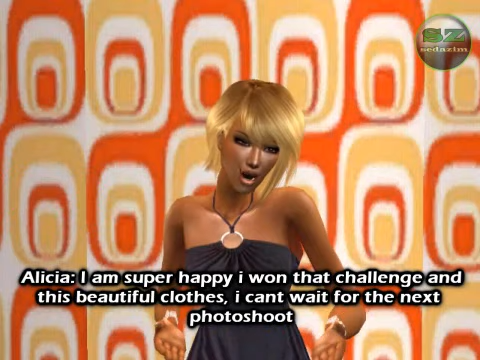 SZ
sedazim
Alicia: I am super happy i won that challenge and
this beautiful clothes, i cant wait for the next
photoshoot